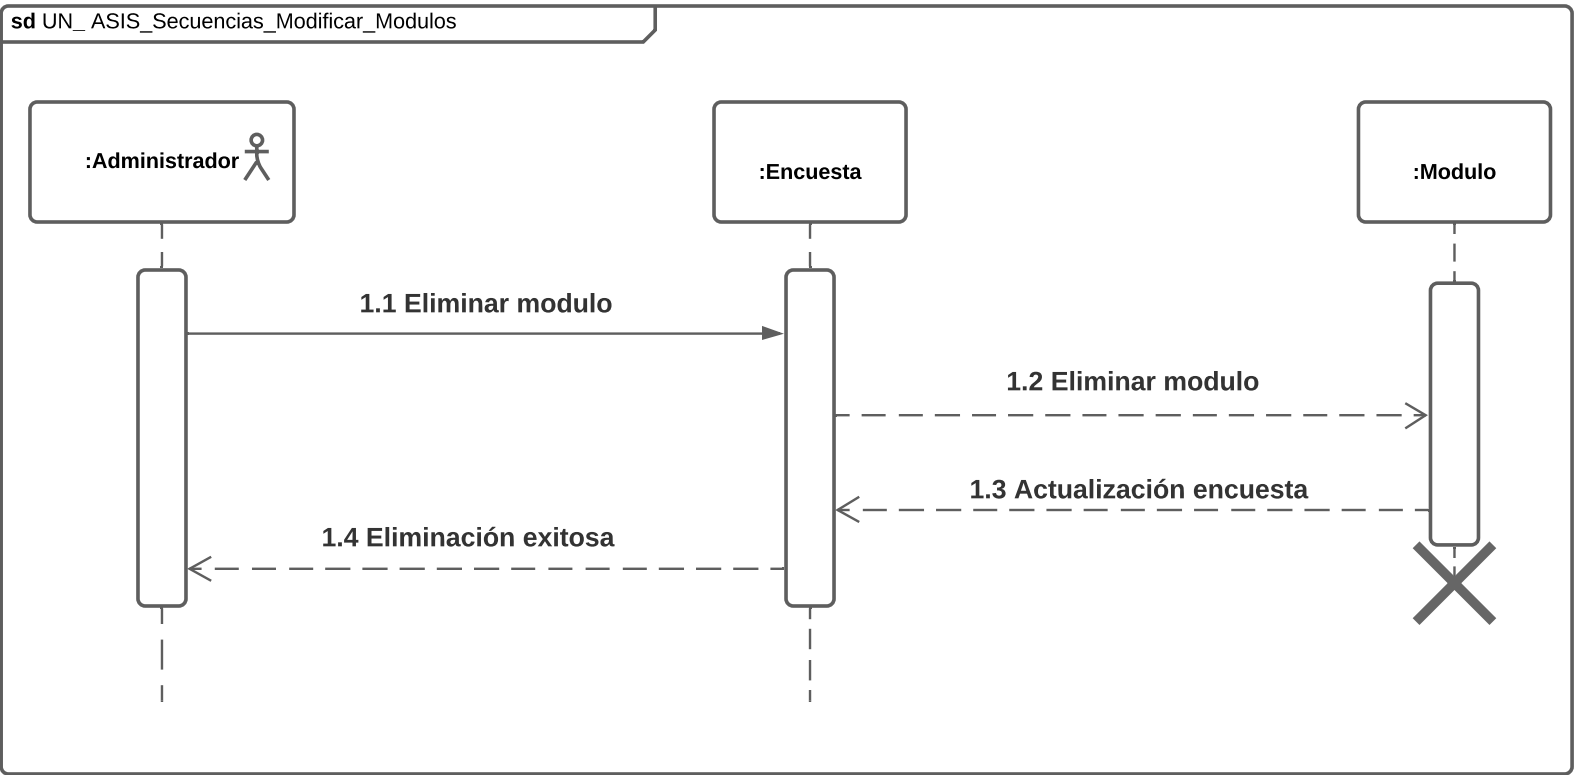 sd UN_ ASIS_Secuencias_Modificar_Modulos
:Administrador
:Encuesta
:Modulo
1.1 Eliminar modulo
1.2 Eliminar modulo
1.3 Actualización encuesta
1.4 Eliminación exitosa